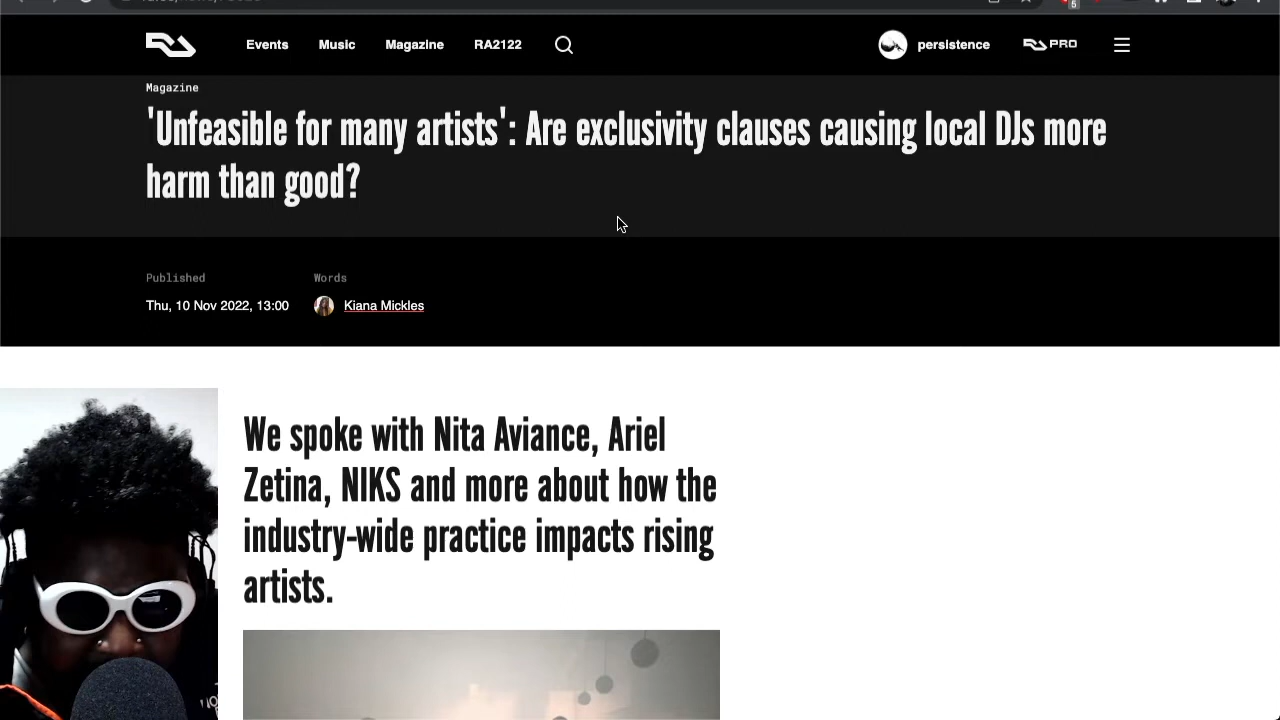 6
Events Music Magazine RA2122 persistence PRO
Magazine
'Unfeasible for many artists': Are exclusivity clauses causing local DJs more
harm than good?
Published Words
Thu, 10 Nov 2022, 13:00 Kiana Mickles
We spoke with Nita Aviance, Ariel
Zetina, NIKS and more about how the
industry-wide practice impacts rising
artists.